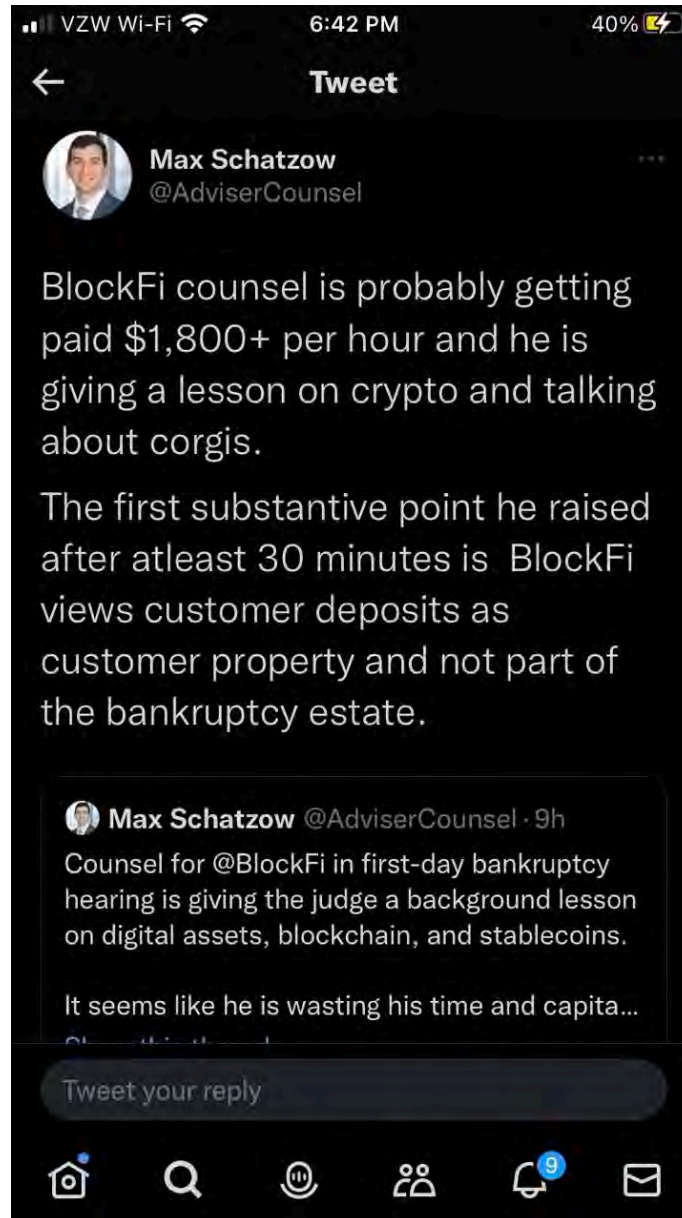 VZW Wi-Fi 6:42 PM 40%
Tweet
Max Schatzow
@AdviserCounsel
BlockFi counsel is probably getting
paid $1,800+ per hour and he is
giving a lesson on crypto and talking
about corgis.
The first substantive point he raised
after atleast 30 minutes is BlockFi
views customer deposits as
customer property and not part of
the bankruptcy estate.
Max Schatzow @AdviserCounsel · 9h
Counsel for @BlockFi in first-day bankruptcy
hearing is giving the judge a background lesson
on digital assets, blockchain, and stablecoins.
It seems like he is wasting his time and capita...
Tweet your reply
9